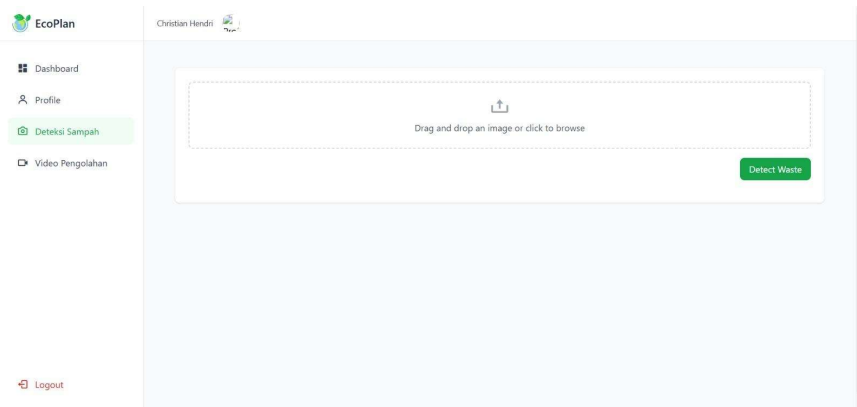 EcoPlan
Christian Hendri
Dashboard
Profile
Deteksi Sampah
Video Pengolahan
Drag and drop an image or click to browse
Detect Waste
Logout